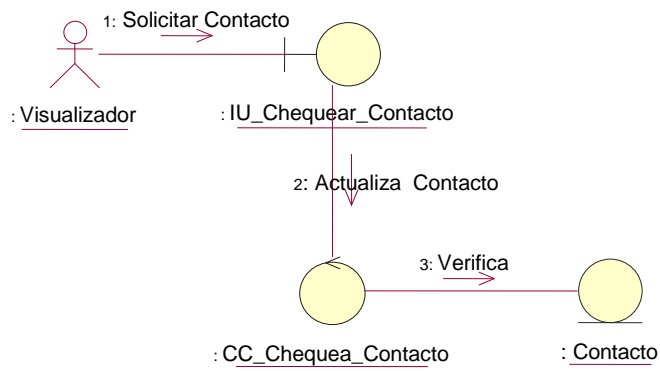 1: Solicitar Contacto
: Visualizador
: IU_Chequear_Contacto
2: Actualiza Contacto
3: Verifica
: CC_Chequea_Contacto
: Contacto